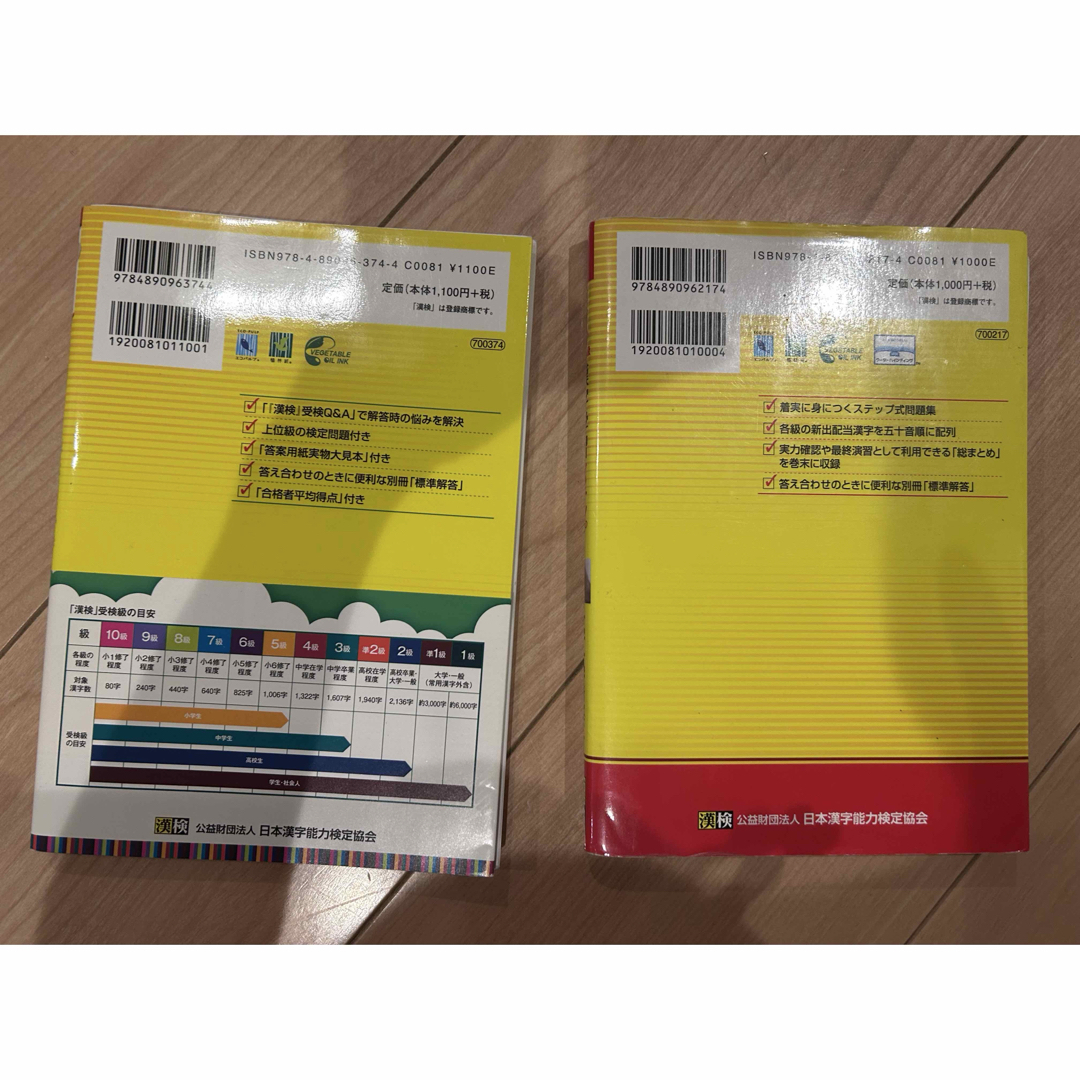 ISBN978-4-89096-374-4 C0081 ¥1100E
9784890963744
定価(本体1,100円+税)
「漢検」は登録商標です。
1920081011001
エコパルプ
VEGETABLE
OIL INK
700374
「「漢検」受検Q&A」で解答時の悩みを解決
上位級の検定問題付き
「答案用紙実物大見本」付き
答え合わせのときに便利な別冊「標準解答」
「合格者平均得点」付き
「漢検」受検級の目安
級 10級 9級 8級 7級 6級 5級 4級 3級 準2級 2級 準1級 1級
各級の程度 小1修了程度 小2修了程度 小3修了程度 小4修了程度 小5修了程度 小6修了程度 中学在学程度 中学卒業程度 高校在学程度 高校卒業・大学・一般 大学・一般(常用漢字外含)
対象漢字数 80字 240字 440字 640字 825字 1,006字 1,322字 1,607字 1,940字 2,136字 約3,000字 約6,000字
受検級の目安
小学生
中学生
高校生
学生・社会人
漢検 公益財団法人 日本漢字能力検定協会
217-4 C0081 ¥1000E
9784890962174
定価(本体1,000円+税)
「漢検」は登録商標です。
1920081010004
VEGETABLE
OIL INK
700217
着実に身につくステップ式問題集
各級の新出配当漢字を五十音順に配列
実力確認や最終演習として利用できる「総まとめ」
を巻末に収録
答え合わせのときに便利な別冊「標準解答」
漢検 公益財団法人 日本漢字能力検定協会